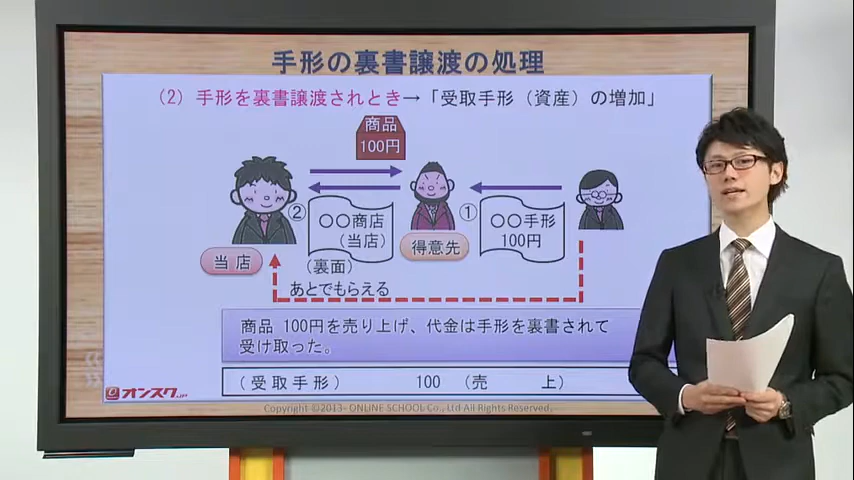 手形の裏書譲渡の処理
(2) 手形を裏書譲渡されとき→「受取手形（資産）の増加」
商品
100円
②
〇〇商店
（当店）
①
〇〇手形
100円
当店
（裏面）
得意先
あとでもらえる
商品 100円を売り上げ、代金は手形を裏書されて
受け取った。
（受取手形） 100 （売 上）
オンスク.JP
Copyright ©2013- ONLINE SCHOOL Co., Ltd All Rights Reserved.